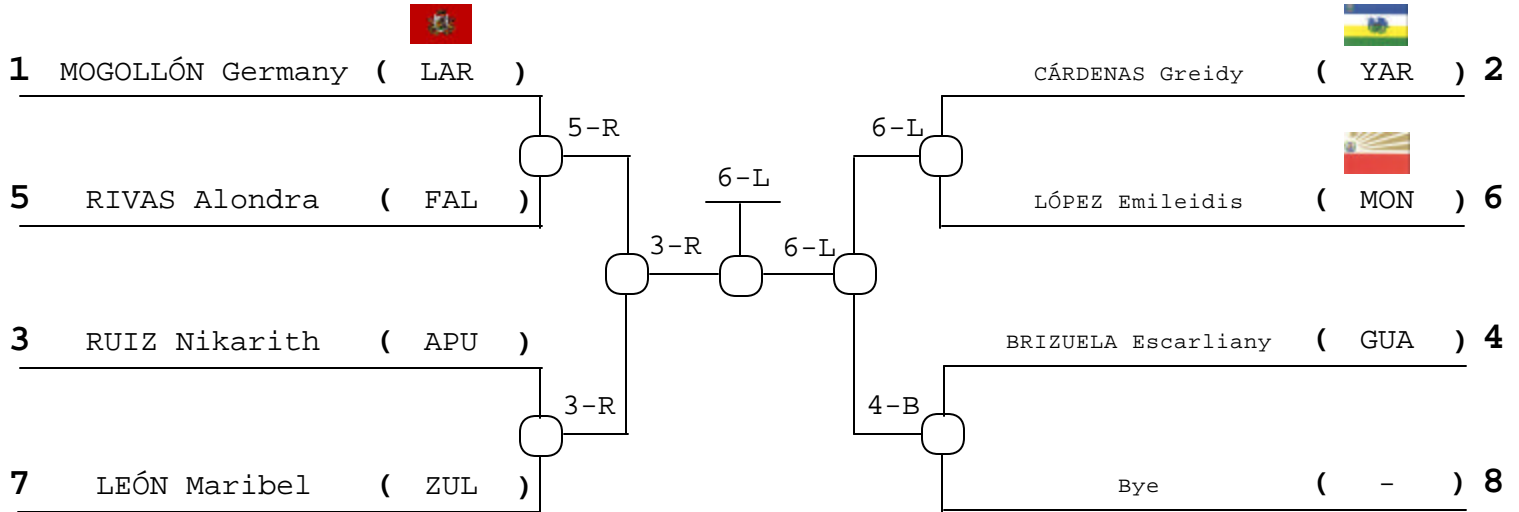 1 MOGOLLÓN Germany ( LAR ) CÁRDENAS Greidy ( YAR ) 2
5-R 6-L
6-L
5 RIVAS Alondra ( FAL ) LÓPEZ Emileidis ( MON ) 6
3-R 6-L
3 RUIZ Nikarith ( APU ) BRIZUELA Escarliany ( GUA ) 4
3-R 4-B
7 LEÓN Maribel ( ZUL ) Bye ( - ) 8